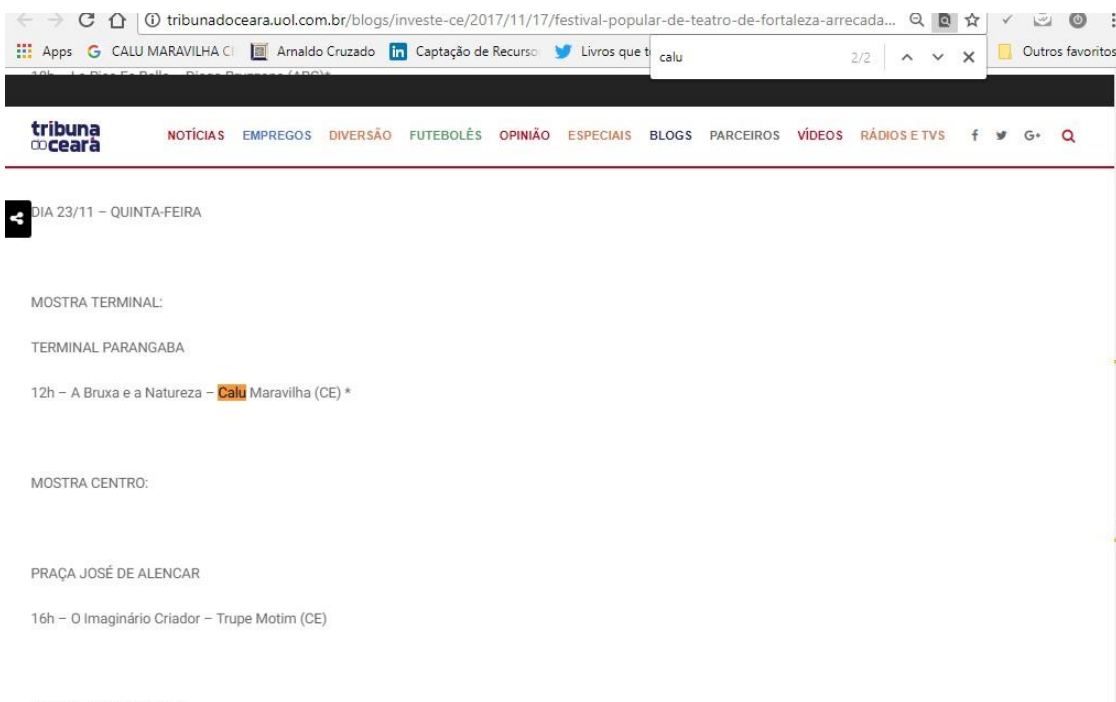 tribunadoceara.uol.com.br/blogs/investe-ce/2017/11/17/festival-popular-de-teatro-de-fortaleza-arrecada...
Apps CALU MARAVILHA CI Arnaldo Cruzado Captação de Recurso Livros que t Outros favoritos
calu 2/2
tribuna
do ceará
NOTÍCIAS EMPREGOS DIVERSÃO FUTEBOLÊS OPINIÃO ESPECIAIS BLOGS PARCEIROS VÍDEOS RÁDIOS E TVS
DIA 23/11 – QUINTA-FEIRA
MOSTRA TERMINAL:
TERMINAL PARANGABA
12h – A Bruxa e a Natureza – Calu Maravilha (CE) *
MOSTRA CENTRO:
PRAÇA JOSÉ DE ALENCAR
16h – O Imaginário Criador – Trupe Motim (CE)